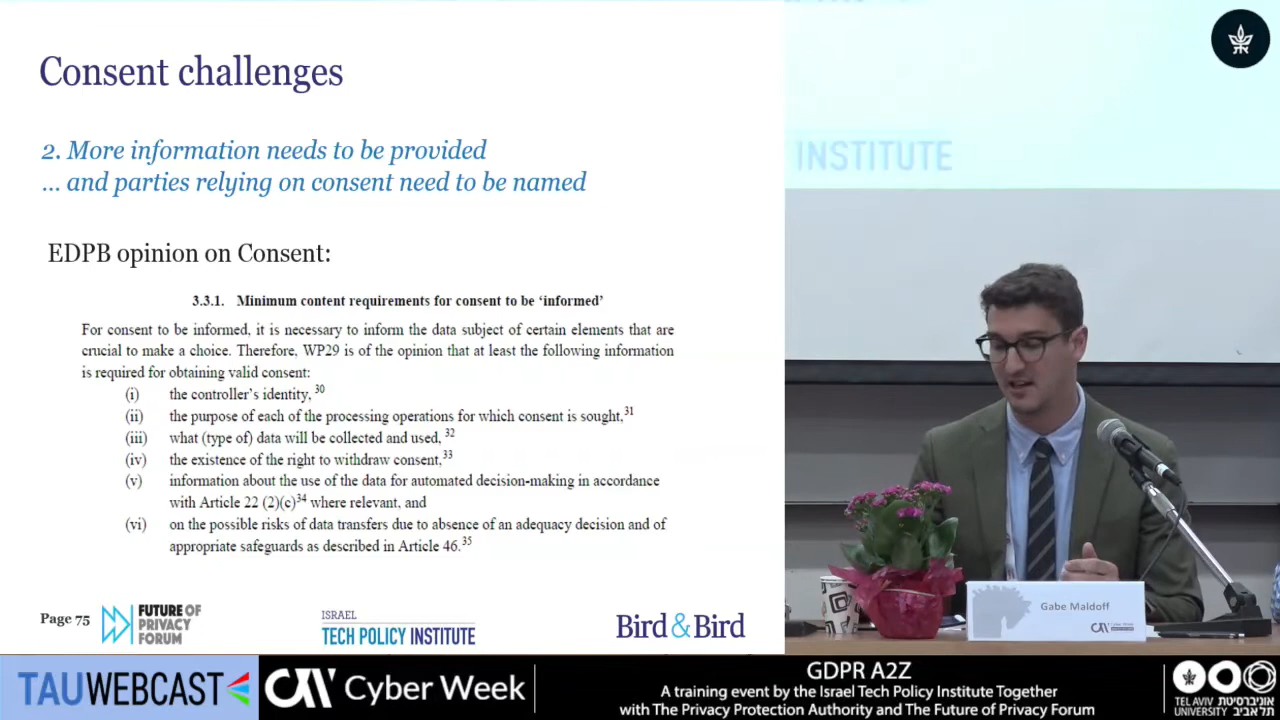 Consent challenges
2. More information needs to be provided
... and parties relying on consent need to be named
EDPB opinion on Consent:
3.3.1. Minimum content requirements for consent to be ‘informed’
For consent to be informed, it is necessary to inform the data subject of certain elements that are
crucial to make a choice. Therefore, WP29 is of the opinion that at least the following information
is required for obtaining valid consent:
(i) the controller’s identity, 30
(ii) the purpose of each of the processing operations for which consent is sought,31
(iii) what (type of) data will be collected and used, 32
(iv) the existence of the right to withdraw consent,33
(v) information about the use of the data for automated decision-making in accordance
with Article 22 (2)(c)34 where relevant, and
(vi) on the possible risks of data transfers due to absence of an adequacy decision and of
appropriate safeguards as described in Article 46.35
Page 75
FUTURE OF
PRIVACY
FORUM
ISRAEL
TECH POLICY INSTITUTE
Bird&Bird
INSTITUTE
Gabe Maldoff
TAUWEBCAST
Cyber Week
GDPR A2Z
A training event by the Israel Tech Policy Institute Together
with The Privacy Protection Authority and The Future of Privacy Forum
TEL AVIV אוניברסיטת
UNIVERSITY תל אביב